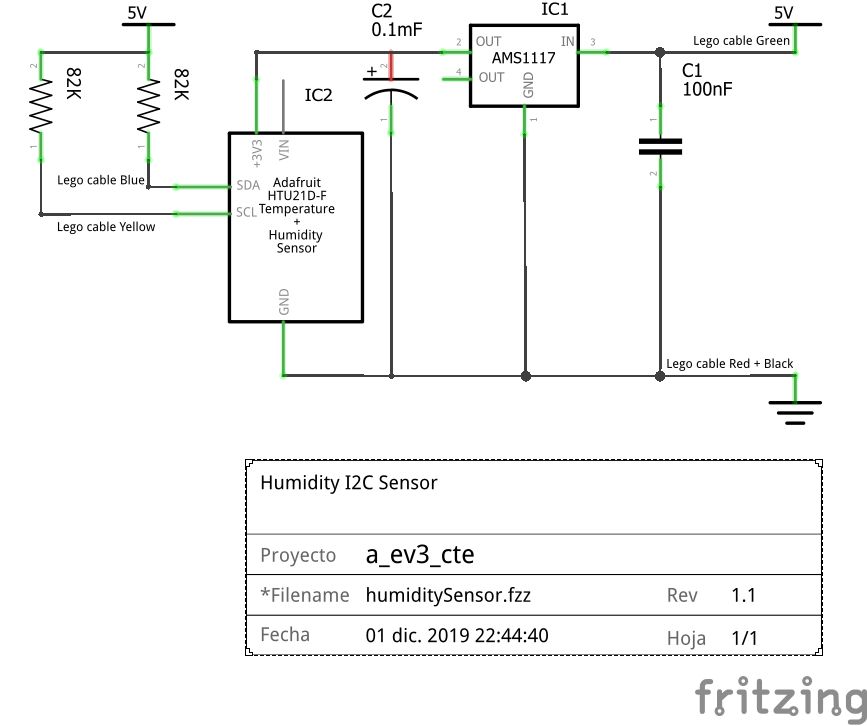 5V
C2
0.1mF
IC1
2 OUT IN 3
AMS1117
4 OUT
GND
1
Lego cable Green
5V
C1
100nF
1
2
2
82K
1
2
82K
1
2
+
1
IC2
+3V3
VIN
Lego cable Blue
SDA
SCL
Lego cable Yellow
Adafruit
HTU21D-F
Temperature
+
Humidity
Sensor
GND
Lego cable Red + Black
Humidity I2C Sensor
Proyecto a_ev3_cte
*Filename humiditySensor.fzz Rev 1.1
Fecha 01 dic. 2019 22:44:40 Hoja 1/1
fritzing